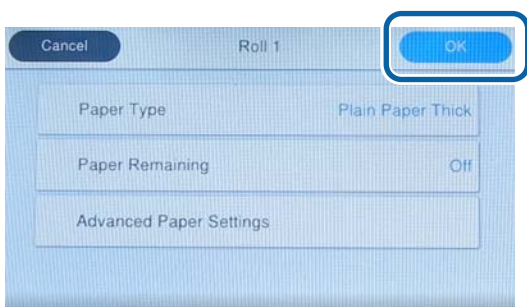 Cancel Roll 1 OK
Paper Type Plain Paper Thick
Paper Remaining Off
Advanced Paper Settings